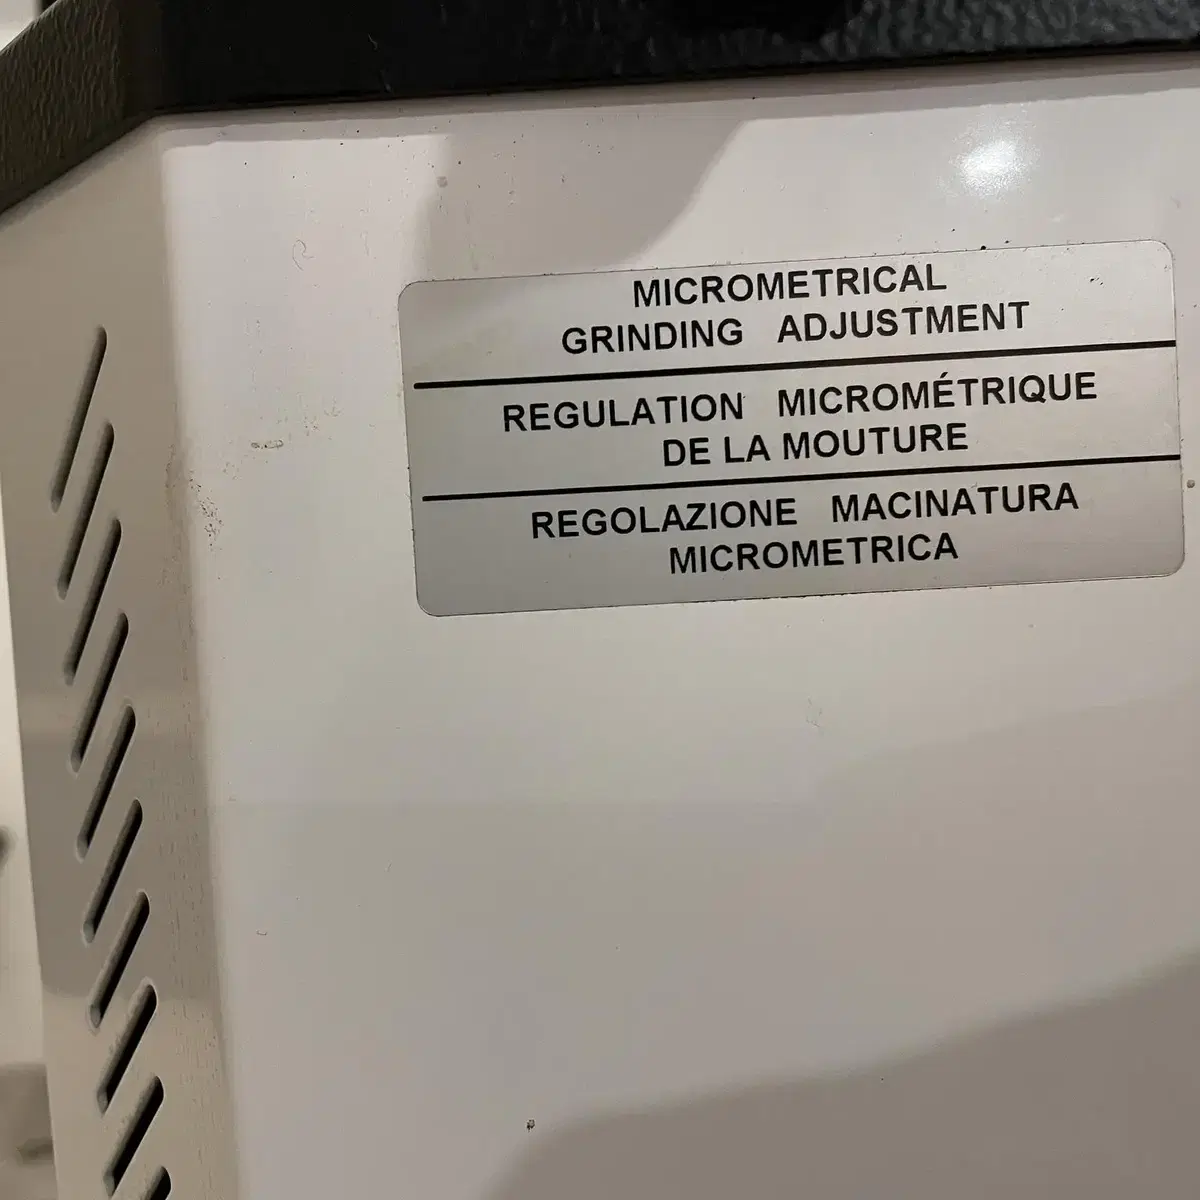 MICROMETRICAL
GRINDING ADJUSTMENT
REGULATION MICROMÉTRIQUE
DE LA MOUTURE
REGOLAZIONE MACINATURA
MICROMETRICA